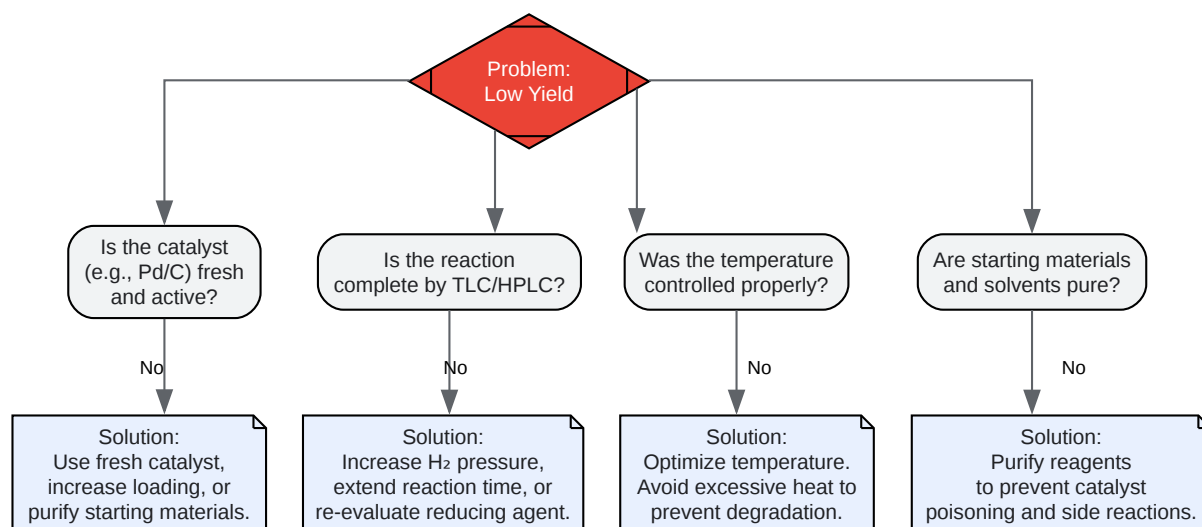 Problem:
Low Yield
Is the catalyst
(e.g., Pd/C) fresh
and active?
Is the reaction
complete by TLC/HPLC?
Was the temperature
controlled properly?
Are starting materials
and solvents pure?
No
No
No
No
Solution:
Use fresh catalyst,
increase loading, or
purify starting materials.
Solution:
Increase H₂ pressure,
extend reaction time, or
re-evaluate reducing agent.
Solution:
Optimize temperature.
Avoid excessive heat to
prevent degradation.
Solution:
Purify reagents
to prevent catalyst
poisoning and side reactions.